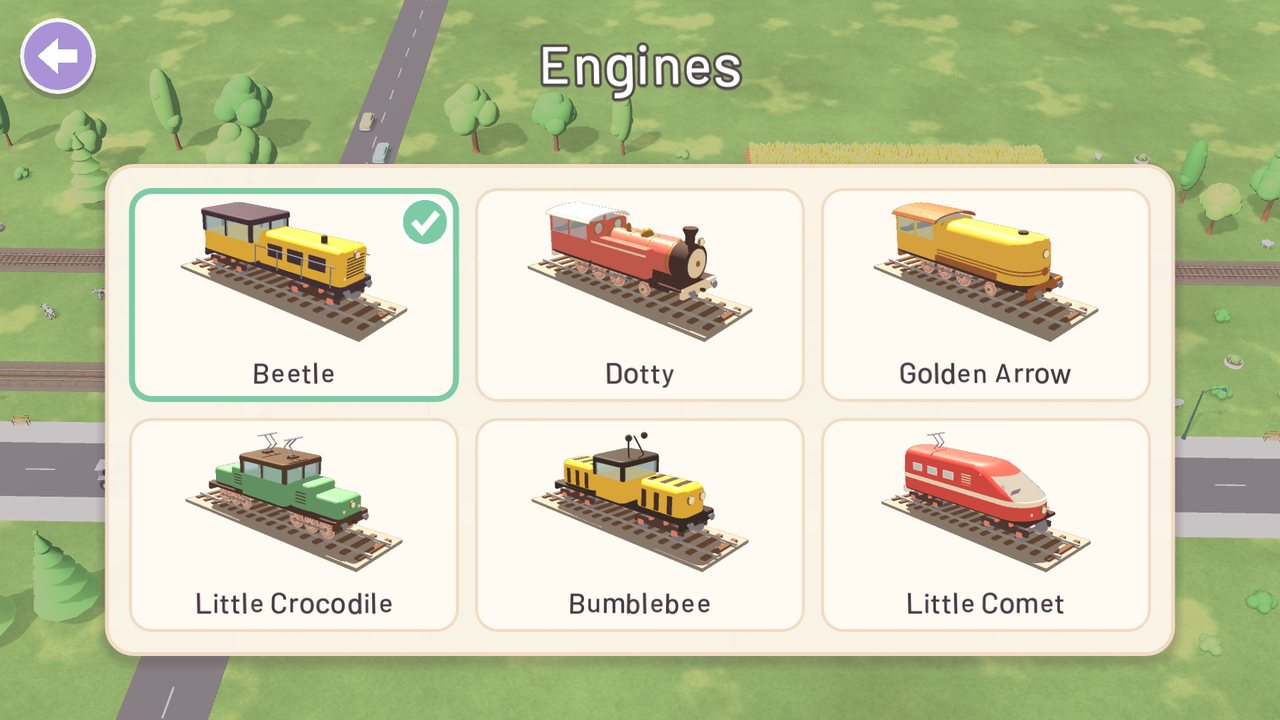 Engines
Beetle
Dotty
Golden Arrow
Little Crocodile
Bumblebee
Little Comet